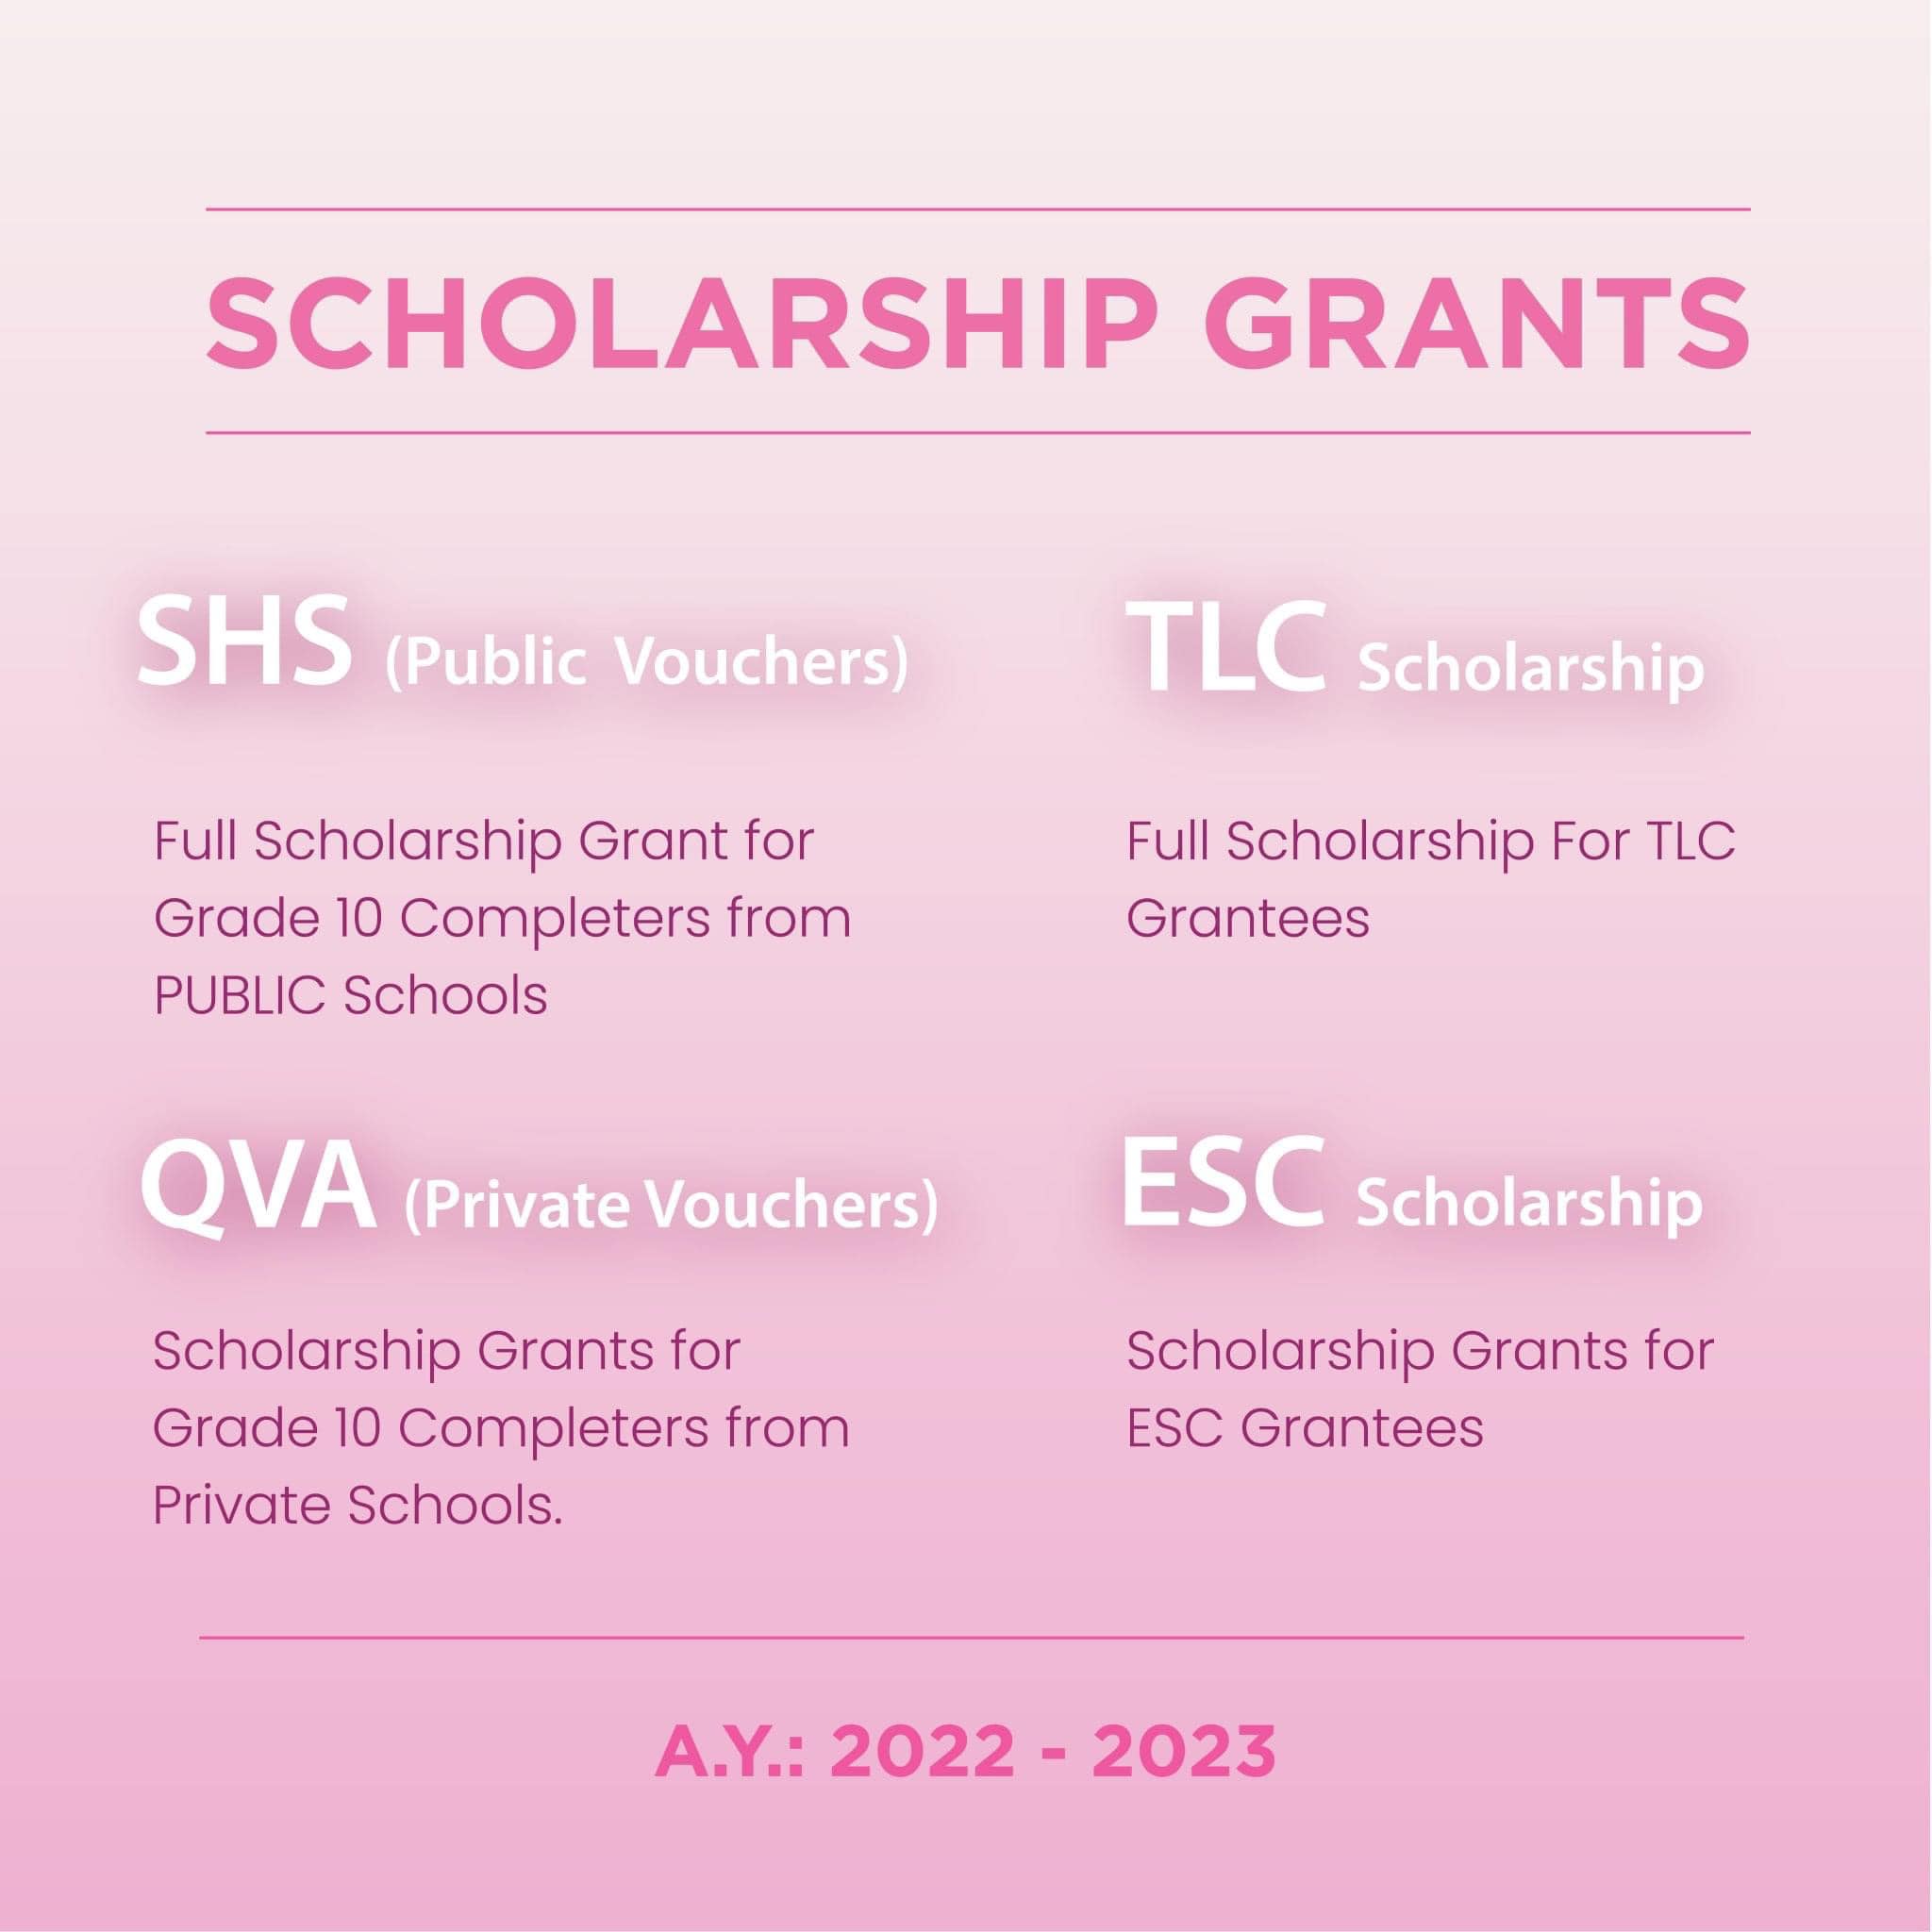 SCHOLARSHIP GRANTS
SHS (Public Vouchers)
Full Scholarship Grant for
Grade 10 Completers from
PUBLIC Schools
TLC Scholarship
Full Scholarship For TLC
Grantees
QVA (Private Vouchers)
Scholarship Grants for
Grade 10 Completers from
Private Schools.
ESC Scholarship
Scholarship Grants for
ESC Grantees
A.Y.: 2022 - 2023